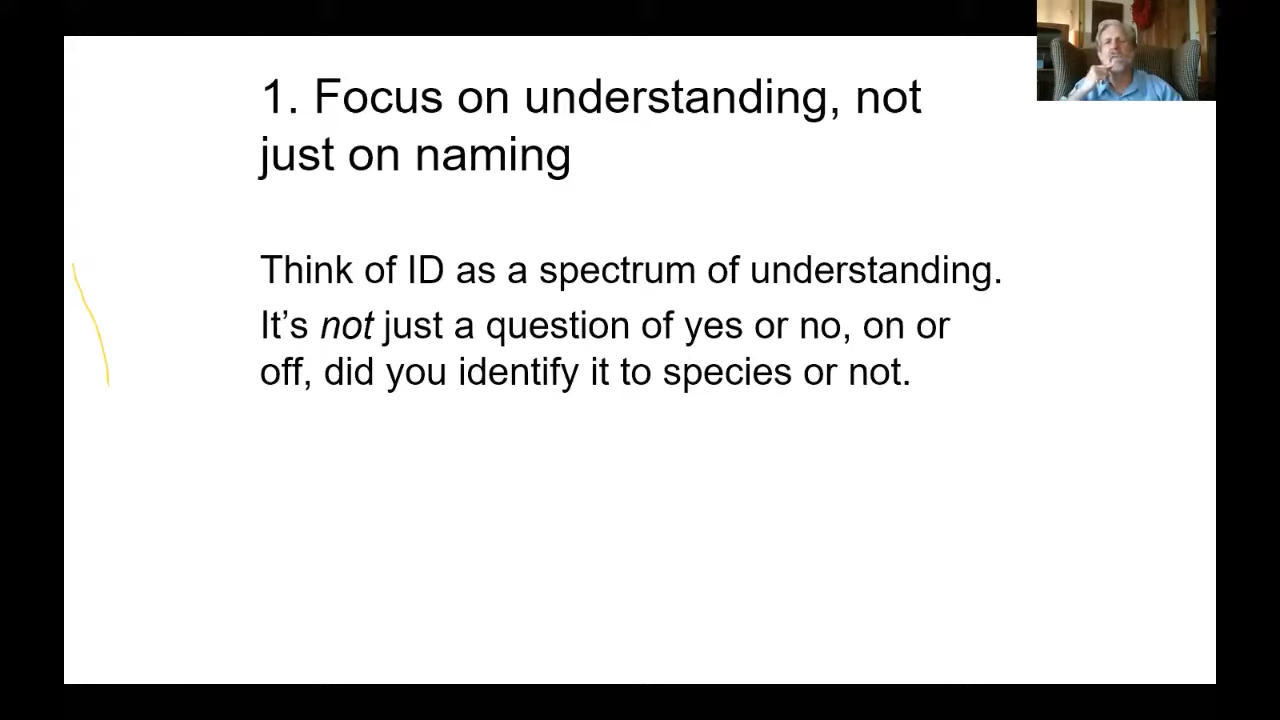 1. Focus on understanding, not
just on naming
Think of ID as a spectrum of understanding.
It’s not just a question of yes or no, on or
off, did you identify it to species or not.